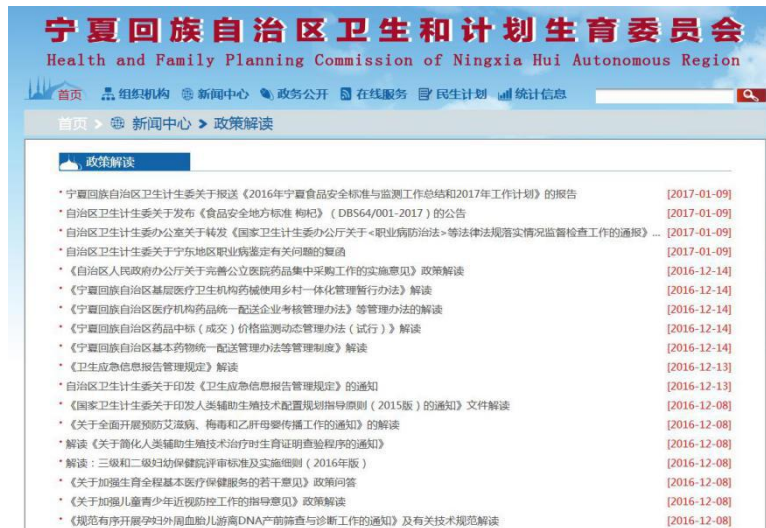 宁夏回族自治区卫生和计划生育委员会
Health and Family Planning Commission of Ningxia Hui Autonomous Region
首页 组织机构 新闻中心 政务公开 在线服务 民生计划 统计信息
首页 > 新闻中心 > 政策解读
政策解读
宁夏回族自治区卫生计生委关于报送《2016年宁夏食品安全标准与监测工作总结和2017年工作计划》的报告 [2017-01-09]
自治区卫生计生委关于发布《食品安全地方标准 枸杞》（DBS64/001-2017）的公告 [2017-01-09]
自治区卫生计生委办公室关于转发《国家卫生计生委办公厅关于<职业病防治法>等法律法规落实情况监督检查工作的通报》... [2017-01-09]
自治区卫生计生委关于宁东地区职业病鉴定有关问题的复函 [2017-01-09]
《自治区人民政府办公厅关于完善公立医院药品集中采购工作的实施意见》政策解读 [2016-12-14]
《宁夏回族自治区基层医疗卫生机构药械使用乡村一体化管理暂行办法》解读 [2016-12-14]
《宁夏回族自治区医疗机构药品统一配送企业考核管理办法》等管理办法的解读 [2016-12-14]
《宁夏回族自治区药品中标（成交）价格监测动态管理办法（试行）》解读 [2016-12-14]
《宁夏回族自治区基本药物统一配送管理办法等管理制度》解读 [2016-12-14]
《卫生应急信息报告管理规定》解读 [2016-12-13]
自治区卫生计生委关于印发《卫生应急信息报告管理规定》的通知 [2016-12-13]
《国家卫生计生委关于印发人类辅助生殖技术配置规划指导原则（2015版）的通知》文件解读 [2016-12-08]
《关于全面开展预防艾滋病、梅毒和乙肝母婴传播工作的通知》的解读 [2016-12-08]
解读《关于简化人类辅助生殖技术治疗时生育证明查验程序的通知》 [2016-12-08]
解读：三级和二级妇幼保健院评审标准及实施细则（2016年版） [2016-12-08]
《关于加强生育全程基本医疗保健服务的若干意见》政策问答 [2016-12-08]
《关于加强儿童青少年近视防控工作的指导意见》政策解读 [2016-12-08]
《规范有序开展孕妇外周血胎儿游离DNA产前筛查与诊断工作的通知》及有关技术规范解读 [2016-12-08]